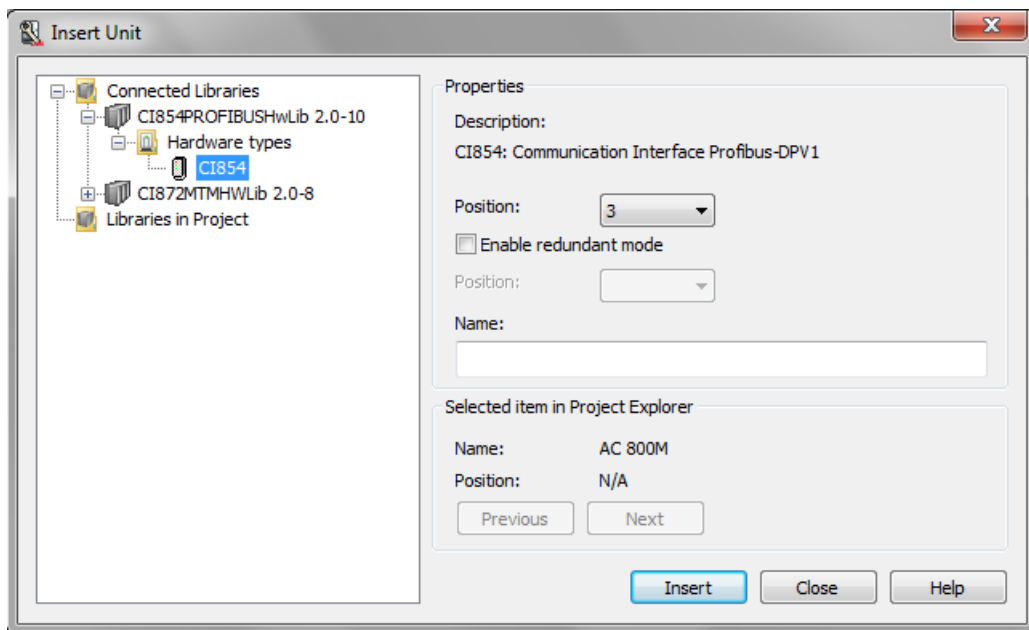 Insert Unit
Connected Libraries
CI854PROFIBUSHwLib 2.0-10
Hardware types
CI854
CI872MTMHWLib 2.0-8
Libraries in Project
Properties
Description:
CI854: Communication Interface Profibus-DPV1
Position:
3
Enable redundant mode
Position:
Name:
Selected item in Project Explorer
Name: AC 800M
Position: N/A
Previous Next
Insert Close Help